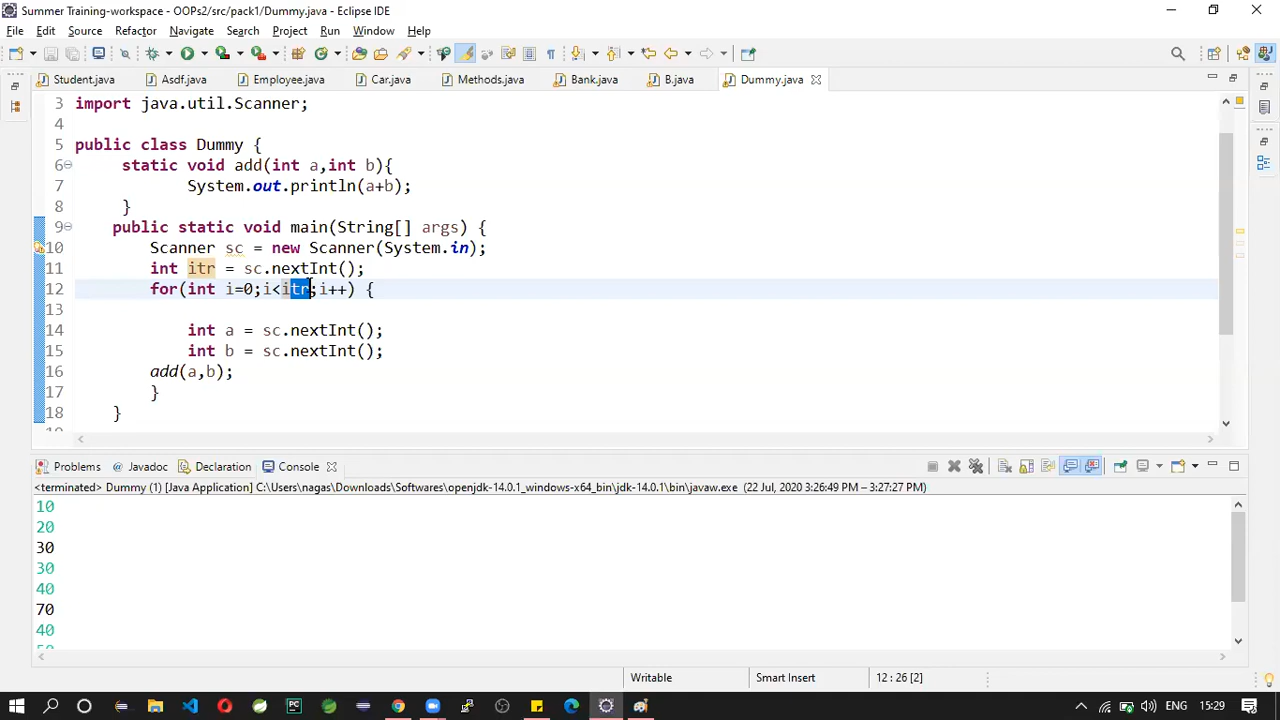 Summer Training-workspace - OOPs2/src/pack1/Dummy.java - Eclipse IDE
File Edit Source Refactor Navigate Search Project Run Window Help
Student.java Asdf.java Employee.java Car.java Methods.java Bank.java B.java Dummy.java
3 import java.util.Scanner;
4
5 public class Dummy {
6 static void add(int a,int b){
7 System.out.println(a+b);
8 }
9 public static void main(String[] args) {
10 Scanner sc = new Scanner(System.in);
11 int itr = sc.nextInt();
12 for(int i=0;i<itr;i++) {
13
14 int a = sc.nextInt();
15 int b = sc.nextInt();
16 add(a,b);
17 }
18 }
Problems @ Javadoc Declaration Console
<terminated> Dummy (1) [Java Application] C:\Users\nagas\Downloads\Softwares\openjdk-14.0.1_windows-x64_bin\jdk-14.0.1\bin\javaw.exe (22 Jul, 2020 3:26:49 PM – 3:27:27 PM)
10
20
30
30
40
70
40
Writable Smart Insert 12 : 26 [2]
ENG 15:29